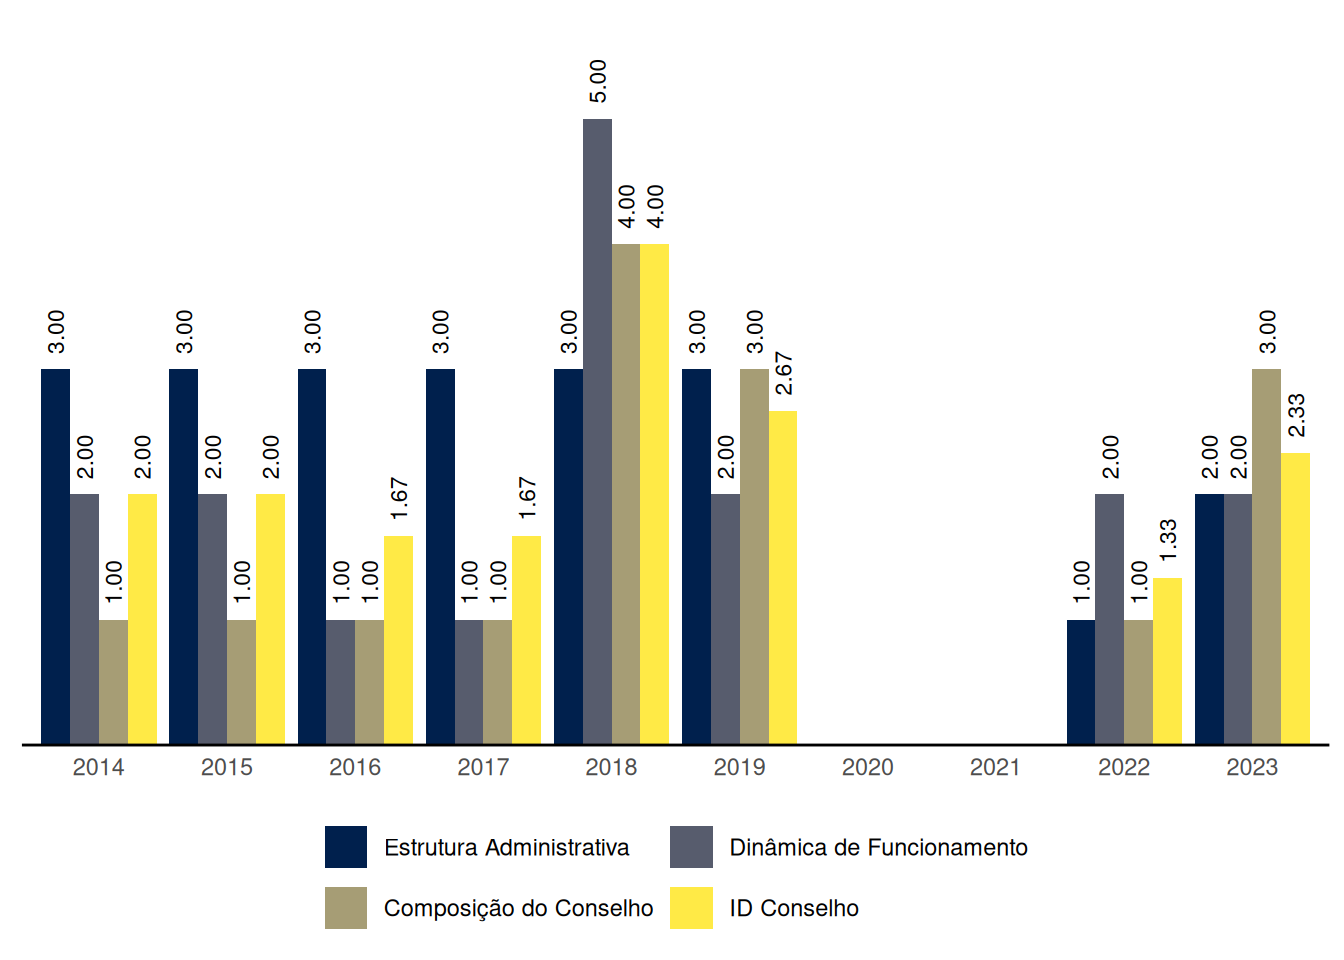 3.00 2.00 1.00 2.00
3.00 2.00 1.00 2.00
3.00 1.00 1.00 1.67
3.00 1.00 1.00 1.67
3.00 5.00 4.00 4.00
3.00 2.00 3.00 2.67
1.00 2.00 1.00 1.33
2.00 2.00 3.00 2.33
2014 2015 2016 2017 2018 2019 2020 2021 2022 2023
Estrutura Administrativa Dinâmica de Funcionamento
Composição do Conselho ID Conselho